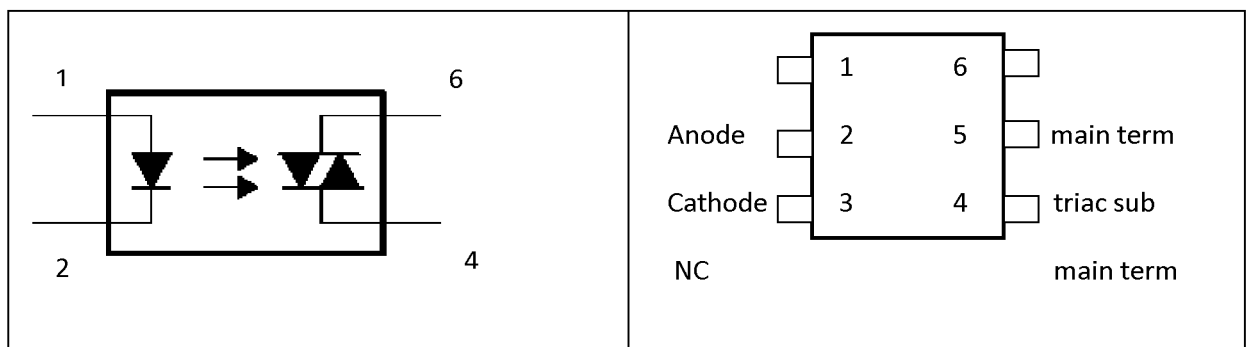 1
6
2
4
1 6
Anode 2 5 main term
Cathode 3 4 triac sub
NC main term